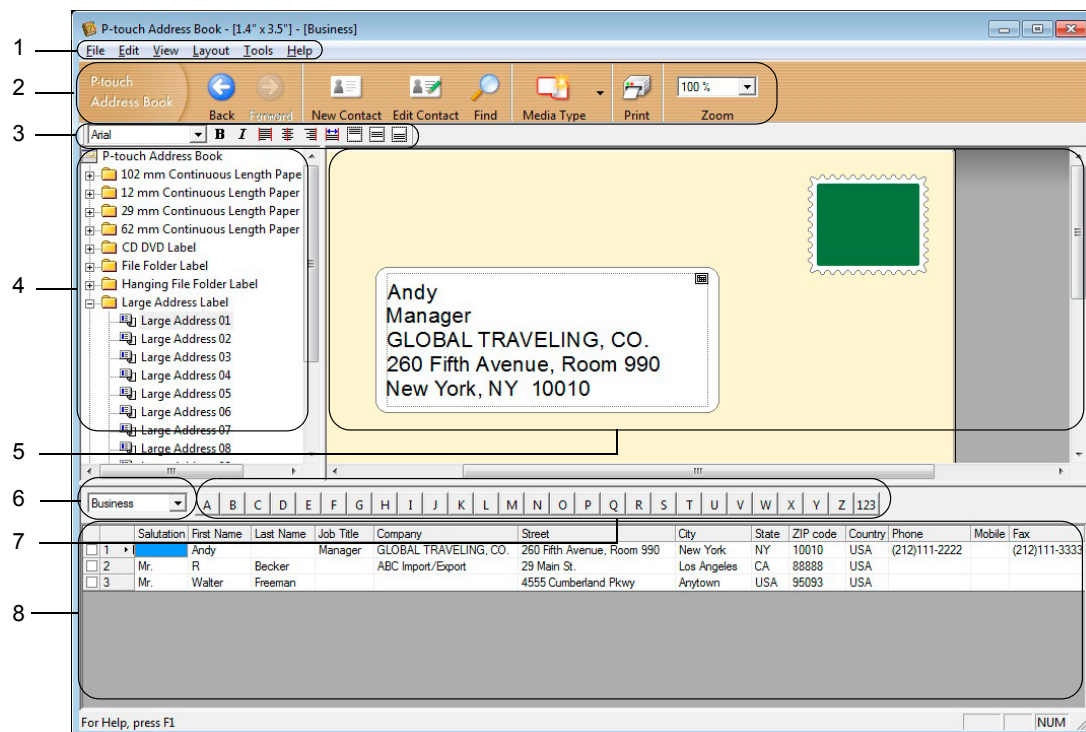 P-touch Address Book - [1.4" x 3.5"] - [Business]
1
File Edit View Layout Tools Help
2
P-touch
Address Book
Back Forward New Contact Edit Contact Find Media Type Print 100 % Zoom
3
Arial B I
4
P-touch Address Book
102 mm Continuous Length Pape
12 mm Continuous Length Paper
29 mm Continuous Length Paper
62 mm Continuous Length Paper
CD DVD Label
File Folder Label
Hanging File Folder Label
Large Address Label
Large Address 01
Large Address 02
Large Address 03
Large Address 04
Large Address 05
Large Address 06
Large Address 07
Large Address 08
Andy
Manager
GLOBAL TRAVELING, CO.
260 Fifth Avenue, Room 990
New York, NY 10010
5
6
Business
A B C D E F G H I J K L M N O P Q R S T U V W X Y Z 123
7
Salutation First Name Last Name Job Title Company Street City State ZIP code Country Phone Mobile Fax
1 Andy Manager GLOBAL TRAVELING, CO. 260 Fifth Avenue, Room 990 New York NY 10010 USA (212)111-2222 (212)111-3333
2 Mr. R Becker ABC Import/Export 29 Main St. Los Angeles CA 88888 USA
3 Mr. Walter Freeman 4555 Cumberland Pkwy Anytown USA 95093 USA
8
For Help, press F1
NUM